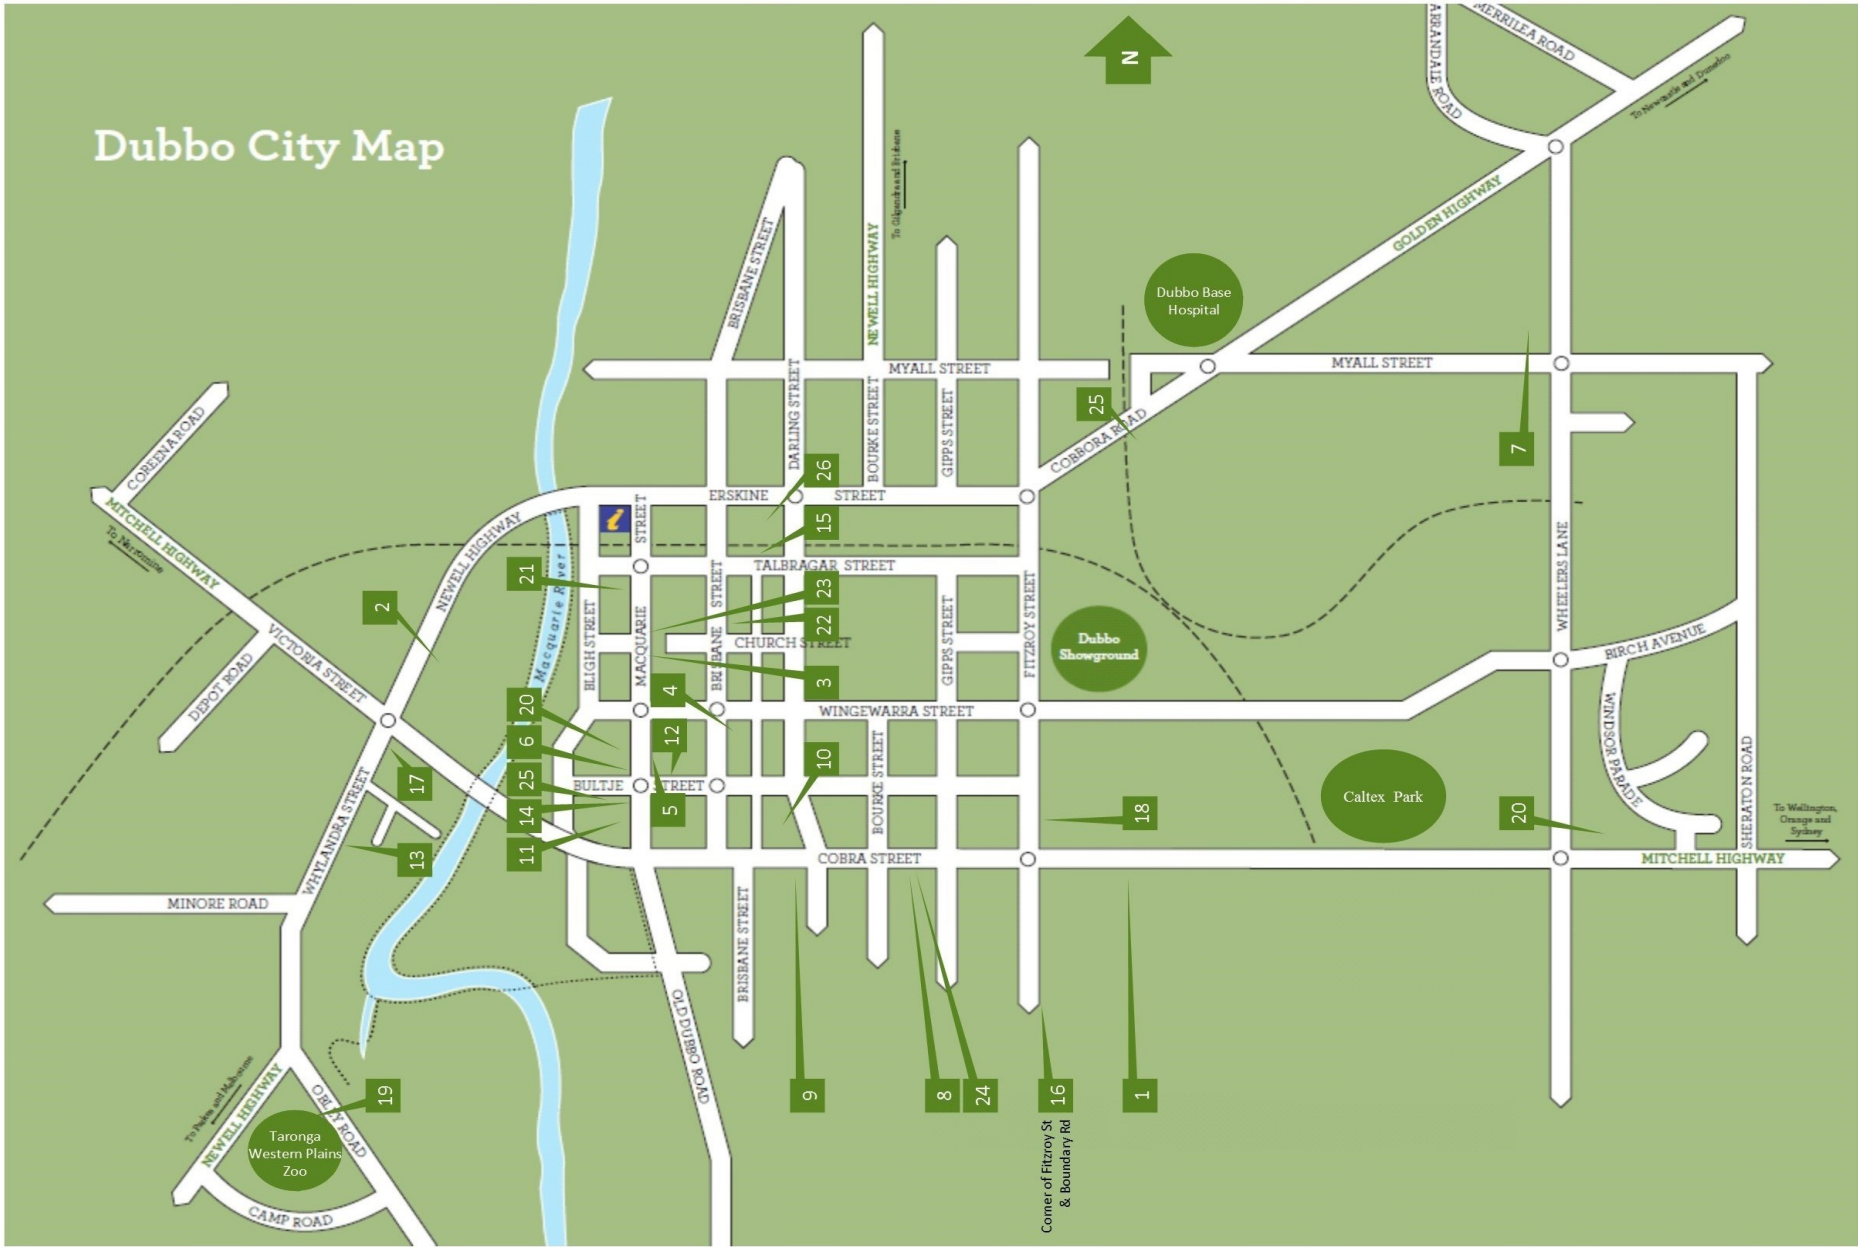 Dubbo City Map
N
ARRANDALE ROAD
MERRILEA ROAD
To Newcastle and Dunedoo
To Gilgandra and Brisbane
NEWELL HIGHWAY
BRISBANE STREET
GOLDEN HIGHWAY
Dubbo Base
Hospital
MYALL STREET
MYALL STREET
DARLING STREET
BOURKE STREET
GIPPS STREET
COREENA ROAD
25
COBBORA ROAD
7
MITCHELL HIGHWAY
To Narromine
NEWELL HIGHWAY
ERSKINE
STREET
26
i
STREET
15
TALBRAGAR STREET
21
23
22
2
Macquarie River
BLIGH STREET
MACQUARIE
BRISBANE
STREET
CHURCH STREET
GIPPS STREET
FITZROY STREET
Dubbo
Showground
WHEELERS LANE
BIRCH AVENUE
VICTORIA STREET
DEPOT ROAD
3
4
20
WINGEWARRA STREET
WINDSOR PARADE
6
12
10
17
25
BULTJE
STREET
BOURKE STREET
Caltex Park
SHERATON ROAD
14
5
18
20
To Wellington,
Orange and
Sydney
WHYLANDRA STREET
13
11
COBRA STREET
MITCHELL HIGHWAY
MINORE ROAD
BRISBANE STREET
OLD DUBBO ROAD
To Parkes and Melbourne
NEWELL HIGHWAY
OBLEY ROAD
19
9
8
24
16
1
Corner of Fitzroy St
& Boundary Rd
Taronga
Western Plains
Zoo
CAMP ROAD